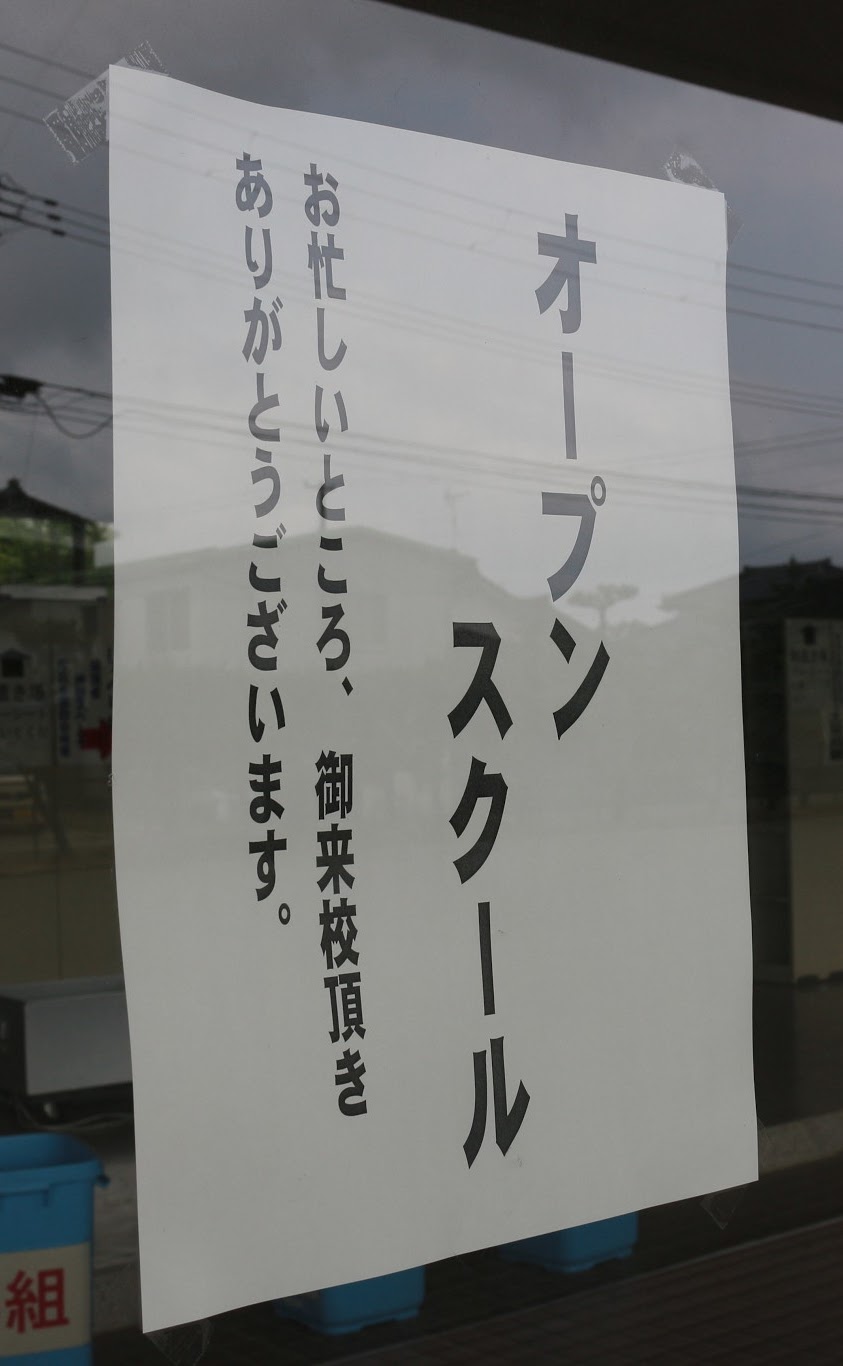 オープン
スクール
お忙しいところ、御来校頂き
ありがとうございます。
組